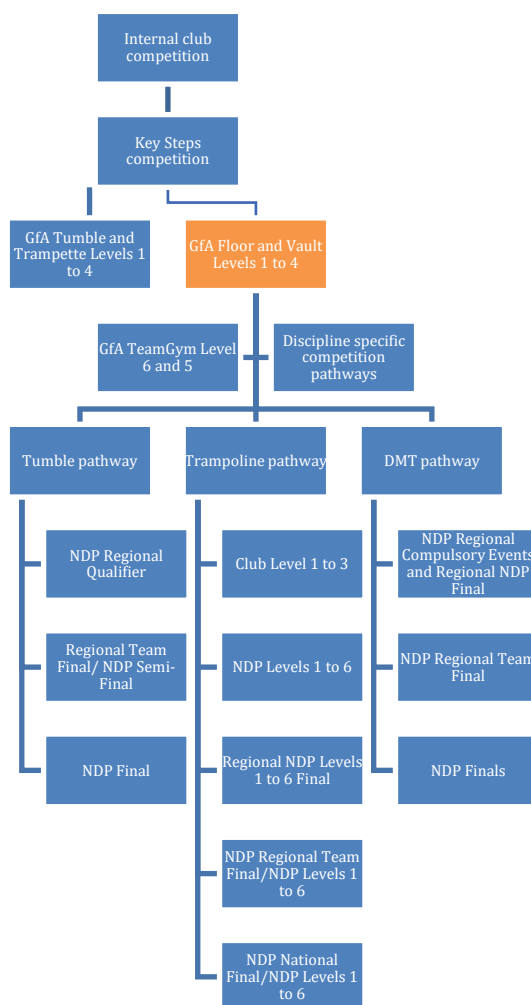 Internal club
competition
Key Steps
competition
GfA Tumble and
Trampette Levels 1
to 4
GfA Floor and Vault
Levels 1 to 4
GfA TeamGym Level
6 and 5
Discipline specific
competition
pathways
Tumble pathway
Trampoline pathway
DMT pathway
NDP Regional
Qualifier
Club Level 1 to 3
NDP Regional
Compulsory Events
and Regional NDP
Final
Regional Team
Final/ NDP Semi-
Final
NDP Levels 1 to 6
NDP Regional Team
Final
NDP Final
Regional NDP Levels
1 to 6 Final
NDP Finals
NDP Regional Team
Final/NDP Levels 1
to 6
NDP National
Final/NDP Levels 1
to 6